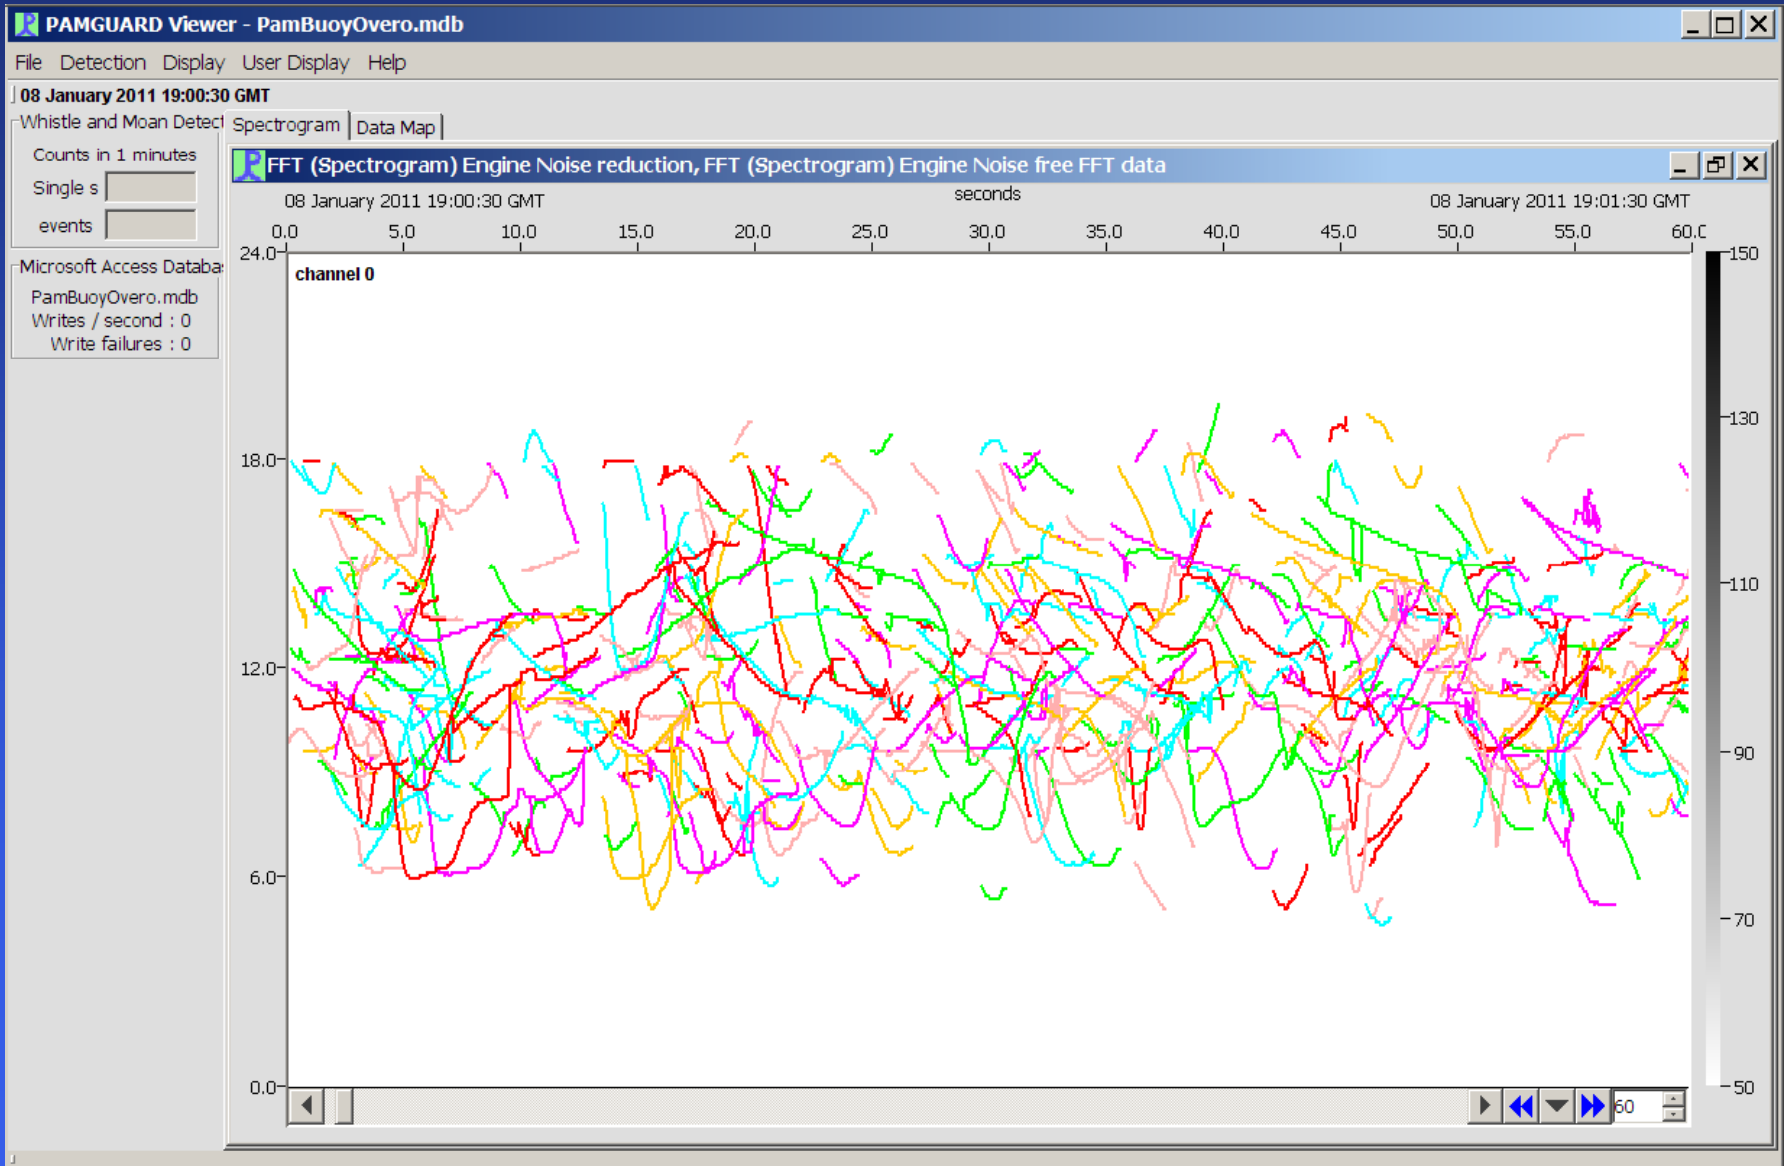 PAMGUARD Viewer - PamBuoyOvero.mdb
File Detection Display User Display Help
08 January 2011 19:00:30 GMT
Whistle and Moan Detect
Counts in 1 minutes
Single s
events
Microsoft Access Databa
PamBuoyOvero.mdb
Writes / second : 0
Write failures : 0
Spectrogram Data Map
FFT (Spectrogram) Engine Noise reduction, FFT (Spectrogram) Engine Noise free FFT data
seconds
08 January 2011 19:00:30 GMT 08 January 2011 19:01:30 GMT
0.0 5.0 10.0 15.0 20.0 25.0 30.0 35.0 40.0 45.0 50.0 55.0 60.0
24.0
channel 0
18.0
12.0
6.0
0.0
150
130
110
90
70
50
60